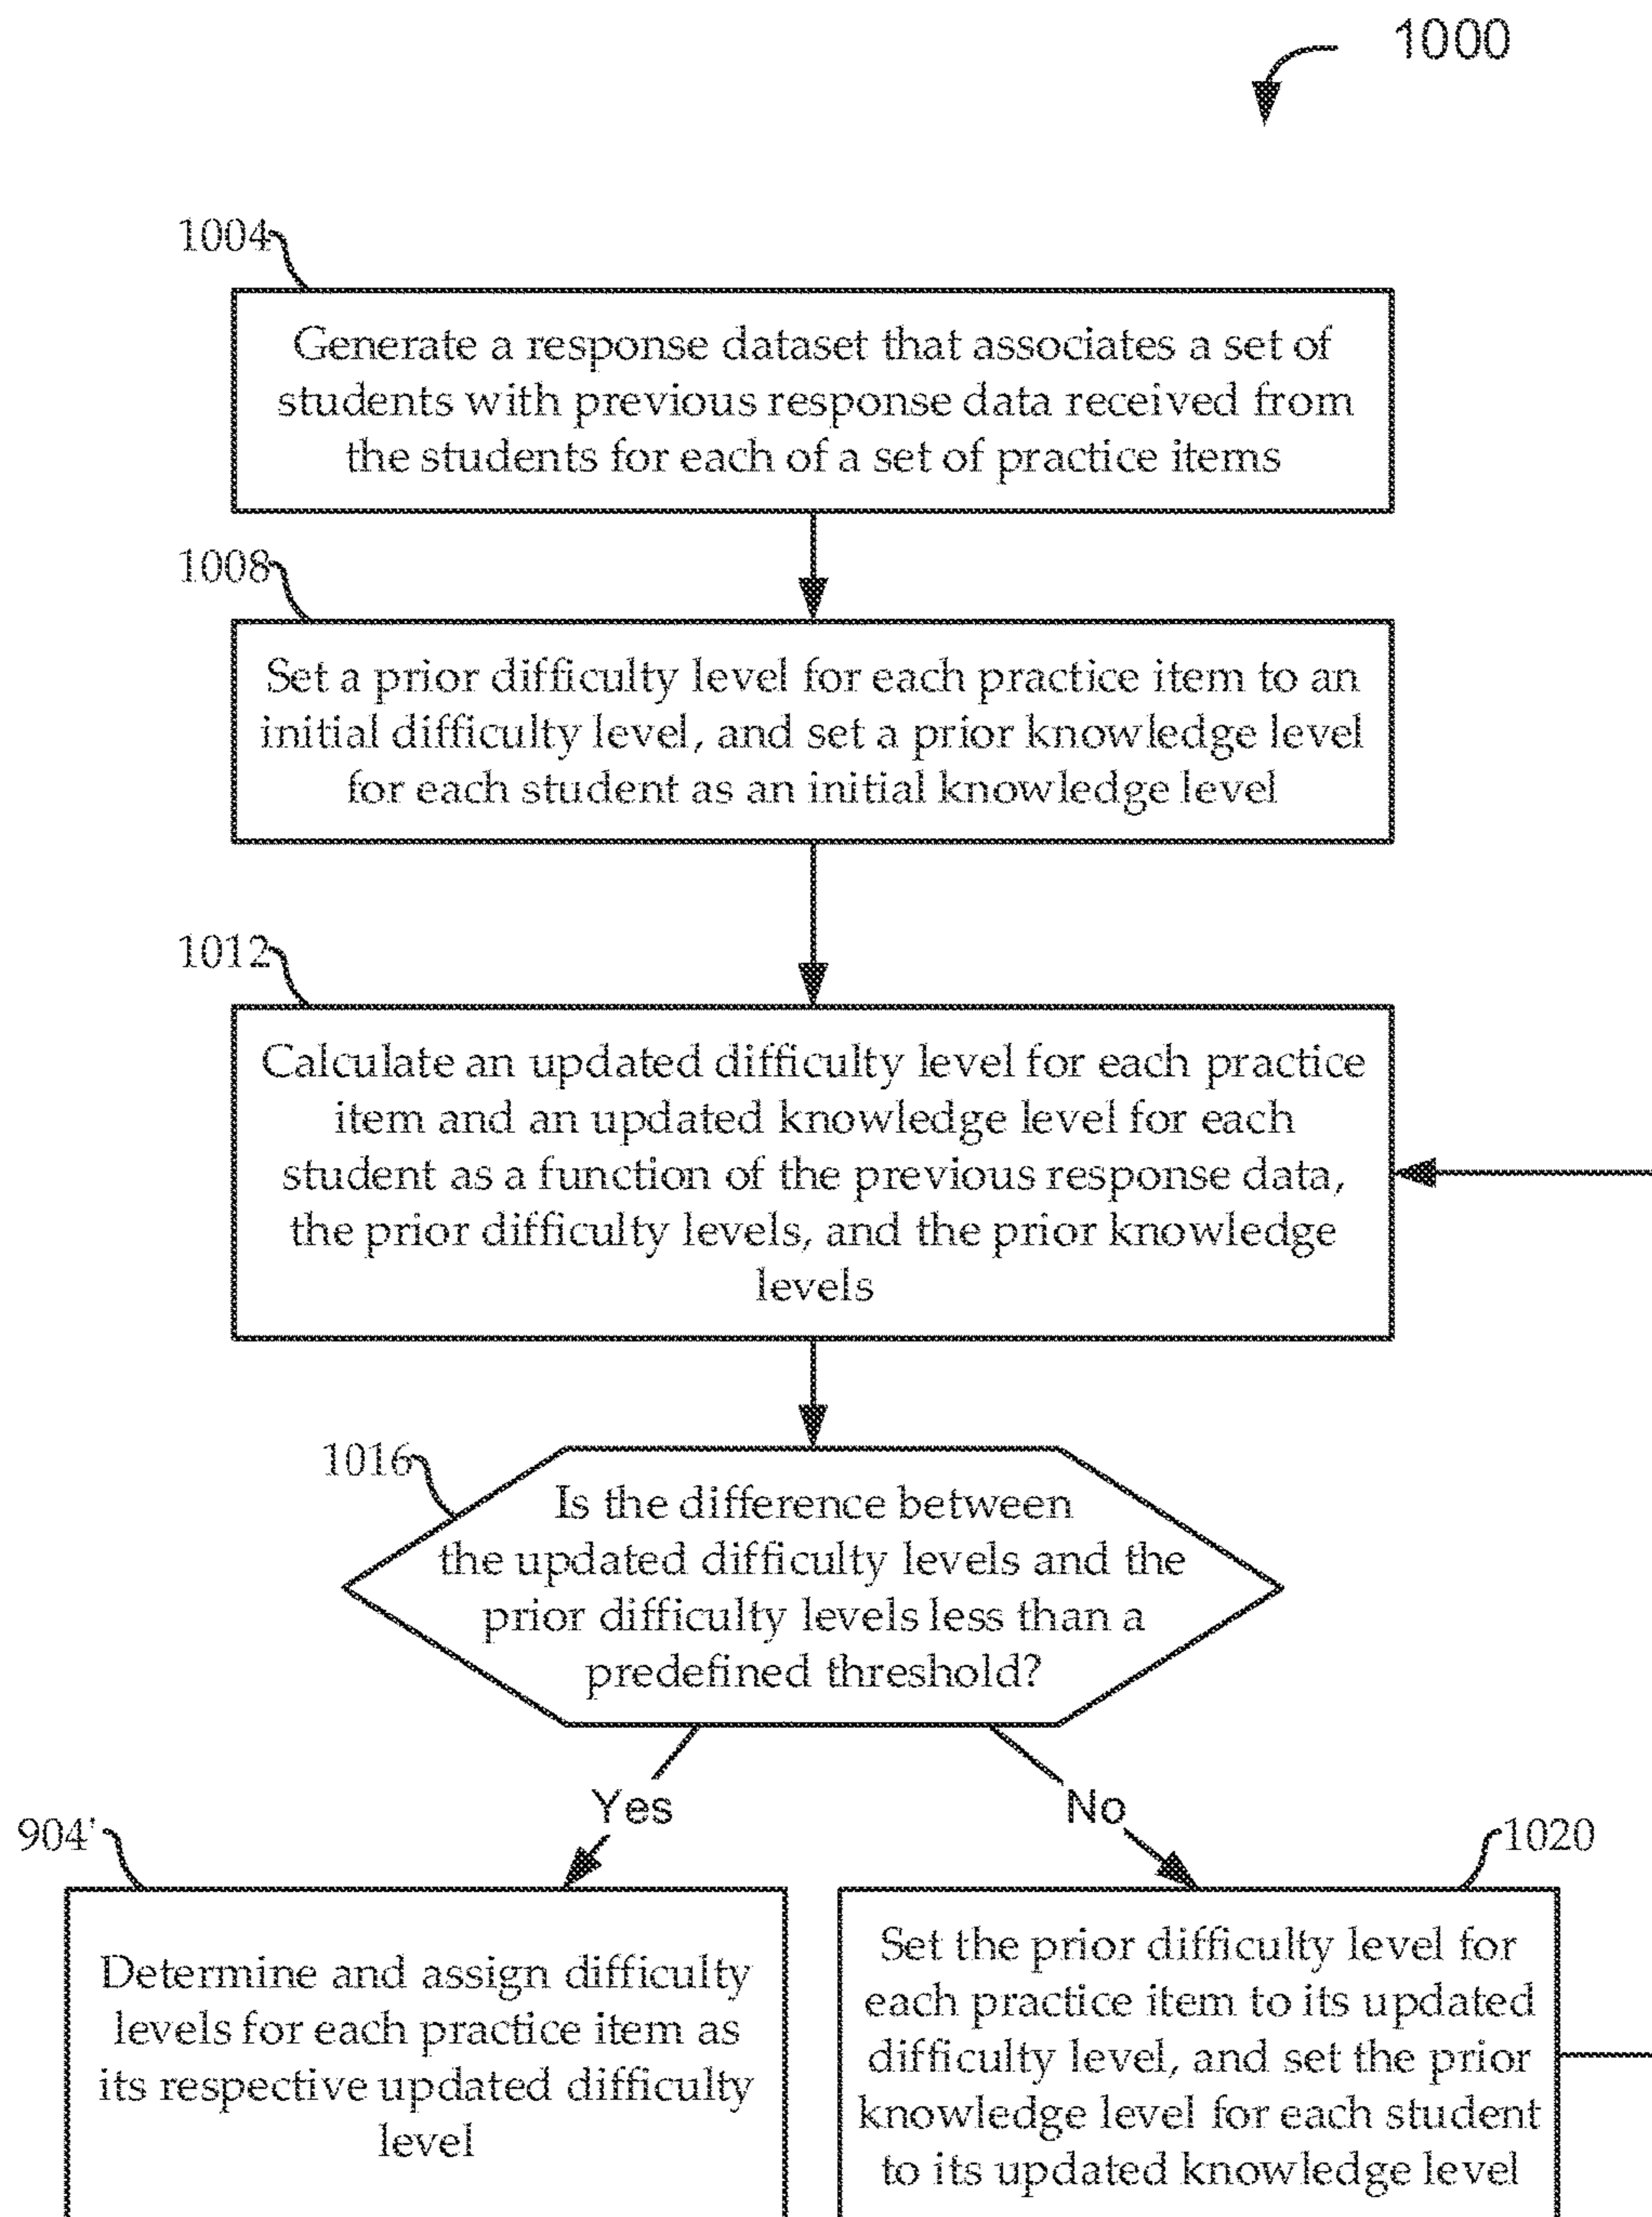 1000
1004
Generate a response dataset that associates a set of
students with previous response data received from
the students for each of a set of practice items
1008
Set a prior difficulty level for each practice item to an
initial difficulty level, and set a prior knowledge level
for each student as an initial knowledge level
1012
Calculate an updated difficulty level for each practice
item and an updated knowledge level for each
student as a function of the previous response data,
the prior difficulty levels, and the prior knowledge
levels
1016
Is the difference between
the updated difficulty levels and the
prior difficulty levels less than a
predefined threshold?
Yes
No
904'
Determine and assign difficulty
levels for each practice item as
its respective updated difficulty
level
1020
Set the prior difficulty level for
each practice item to its updated
difficulty level, and set the prior
knowledge level for each student
to its updated knowledge level